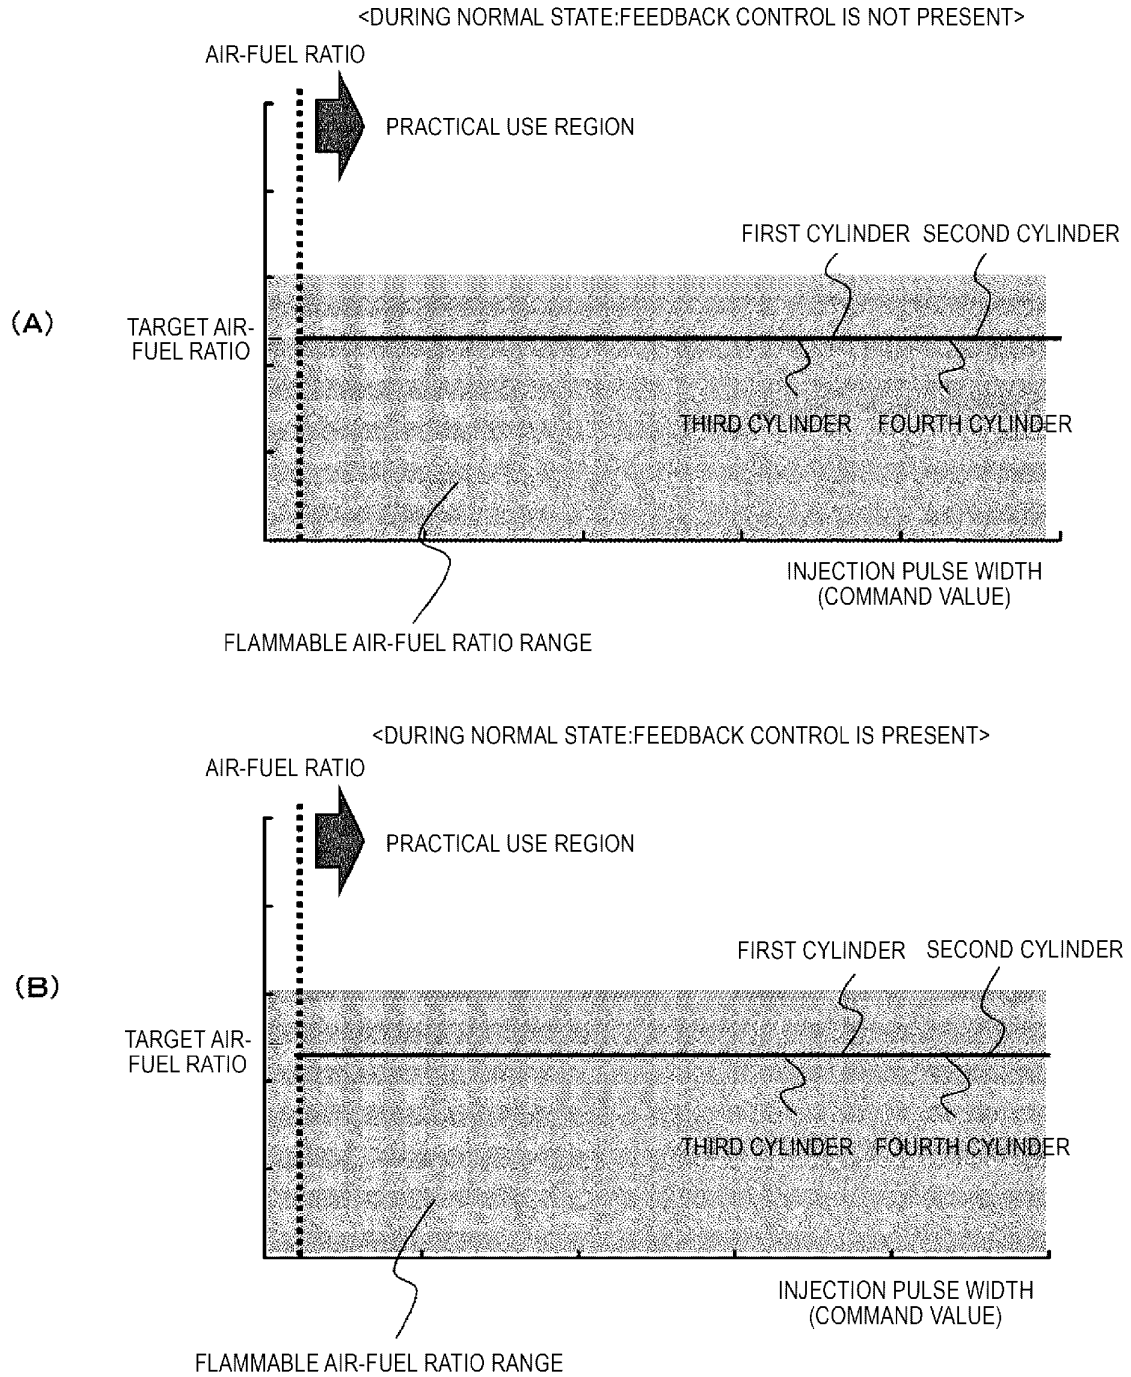 <DURING NORMAL STATE:FEEDBACK CONTROL IS NOT PRESENT>
AIR-FUEL RATIO
PRACTICAL USE REGION
FIRST CYLINDER SECOND CYLINDER
(A)
TARGET AIR-
FUEL RATIO
THIRD CYLINDER FOURTH CYLINDER
INJECTION PULSE WIDTH
(COMMAND VALUE)
FLAMMABLE AIR-FUEL RATIO RANGE
<DURING NORMAL STATE:FEEDBACK CONTROL IS PRESENT>
AIR-FUEL RATIO
PRACTICAL USE REGION
FIRST CYLINDER SECOND CYLINDER
(B)
TARGET AIR-
FUEL RATIO
THIRD CYLINDER FOURTH CYLINDER
INJECTION PULSE WIDTH
(COMMAND VALUE)
FLAMMABLE AIR-FUEL RATIO RANGE